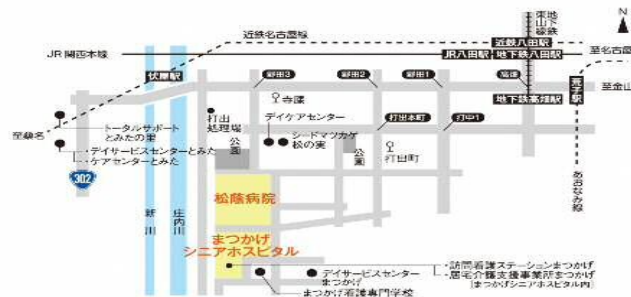 N
近鉄名古屋線
東山線
地下鉄
JR関西本線
近鉄八田駅
JR八田駅
地下鉄八田駅
至名古屋
伏屋駅
野田3
野田2
野田1
高畑
荒子駅
至金山
地下鉄高畑駅
寺廻
打出処理場
デイケアセンター
打出本町
打中1
至桑名
トータルサポート
とみたの里
シードマツカゲ
松の実
公園
公園
打出町
デイサービスセンターとみた
ケアセンターとみた
あおなみ線
302
松蔭病院
新川
庄内川
まつかげ
シニアホスピタル
訪問看護ステーションまつかげ
デイサービスセンター
まつかげ
居宅介護支援事業所まつかげ
[まつかげシニアホスピタル内]
まつかげ看護専門学校